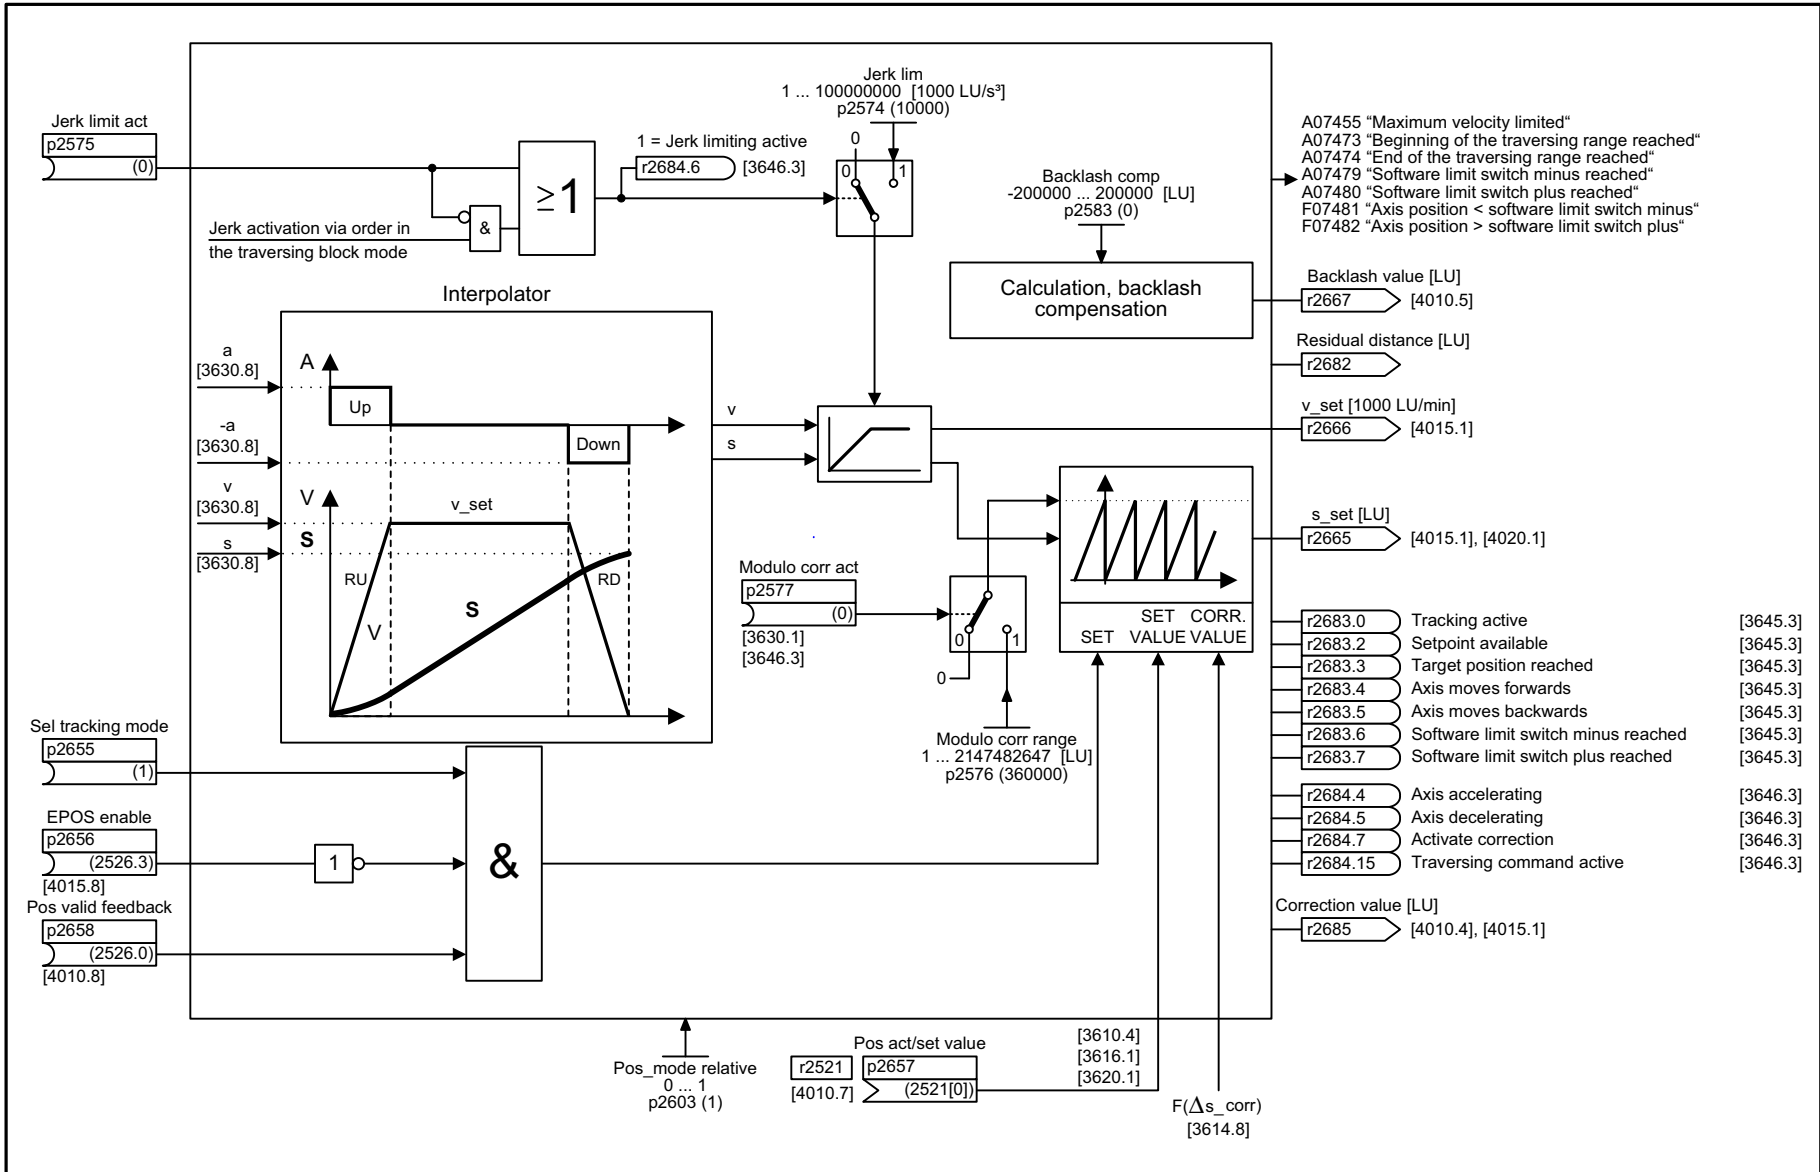 Jerk limit act
p2575
(0)
Jerk activation via order in
the traversing block mode
&
≥1
1 = Jerk limiting active
r2684.6
[3646.3]
Jerk lim
1 ... 100000000 [1000 LU/s³]
p2574 (10000)
0
0
1
Backlash comp
-200000 ... 200000 [LU]
p2583 (0)
Calculation, backlash
compensation
A07455 “Maximum velocity limited“
A07473 “Beginning of the traversing range reached“
A07474 “End of the traversing range reached“
A07479 “Software limit switch minus reached“
A07480 “Software limit switch plus reached“
F07481 “Axis position < software limit switch minus“
F07482 “Axis position > software limit switch plus“
Backlash value [LU]
r2667
[4010.5]
Residual distance [LU]
r2682
v_set [1000 LU/min]
r2666
[4015.1]
s_set [LU]
r2665
[4015.1], [4020.1]
Interpolator
a
[3630.8]
-a
[3630.8]
v
[3630.8]
s
[3630.8]
A
Up
Down
V
S
v_set
RU
V
S
RD
v
s
Modulo corr act
p2577
(0)
[3630.1]
[3646.3]
0
1
0
Modulo corr range
1 ... 2147482647 [LU]
p2576 (360000)
SET
SET
VALUE
CORR.
VALUE
r2683.0 Tracking active [3645.3]
r2683.2 Setpoint available [3645.3]
r2683.3 Target position reached [3645.3]
r2683.4 Axis moves forwards [3645.3]
r2683.5 Axis moves backwards [3645.3]
r2683.6 Software limit switch minus reached [3645.3]
r2683.7 Software limit switch plus reached [3645.3]
r2684.4 Axis accelerating [3646.3]
r2684.5 Axis decelerating [3646.3]
r2684.7 Activate correction [3646.3]
r2684.15 Traversing command active [3646.3]
Correction value [LU]
r2685
[4010.4], [4015.1]
Sel tracking mode
p2655
(1)
EPOS enable
p2656
(2526.3)
[4015.8]
Pos valid feedback
p2658
(2526.0)
[4010.8]
1
&
Pos_mode relative
0 ... 1
p2603 (1)
Pos act/set value
r2521
[4010.7]
p2657
(2521[0])
[3610.4]
[3616.1]
[3620.1]
F(Δs_corr)
[3614.8]